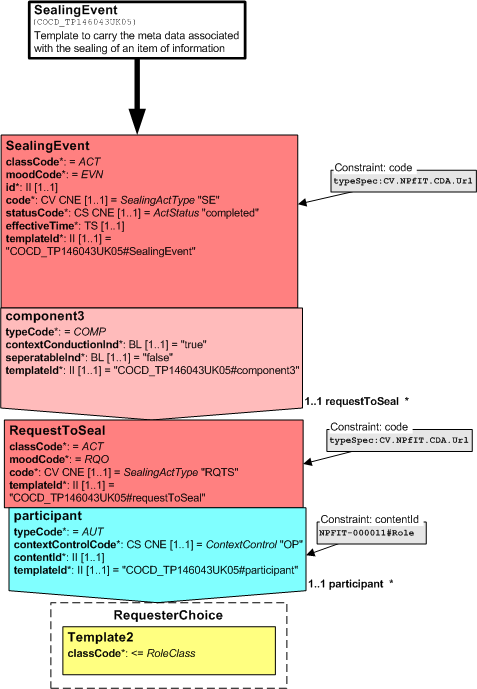 SealingEvent
(COCD_TP146043UK05)
Template to carry the meta data associated
with the sealing of an item of information
SealingEvent
classCode*: = ACT
moodCode*: = EVN
id*: II [1..1]
code*: CV CNE [1..1] = SealingActType "SE"
statusCode*: CS CNE [1..1] = ActStatus "completed"
effectiveTime*: TS [1..1]
templateId*: II [1..1] =
"COCD_TP146043UK05#SealingEvent"
Constraint: code
typeSpec:CV.NPfIT.CDA.Url
component3
typeCode*: = COMP
contextConductionInd*: BL [1..1] = "true"
seperatableInd*: BL [1..1] = "false"
templateId*: II [1..1] = "COCD_TP146043UK05#component3"
1..1 requestToSeal *
RequestToSeal
classCode*: = ACT
moodCode*: = RQO
code*: CV CNE [1..1] = SealingActType "RQTS"
templateId*: II [1..1] =
"COCD_TP146043UK05#requestToSeal"
Constraint: code
typeSpec:CV.NPfIT.CDA.Url
participant
typeCode*: = AUT
contextControlCode*: CS CNE [1..1] = ContextControl "OP"
contentId*: II [1..1]
templateId*: II [1..1] = "COCD_TP146043UK05#participant"
Constraint: contentId
NPFIT-000011#Role
1..1 participant *
RequesterChoice
Template2
classCode*: <= RoleClass